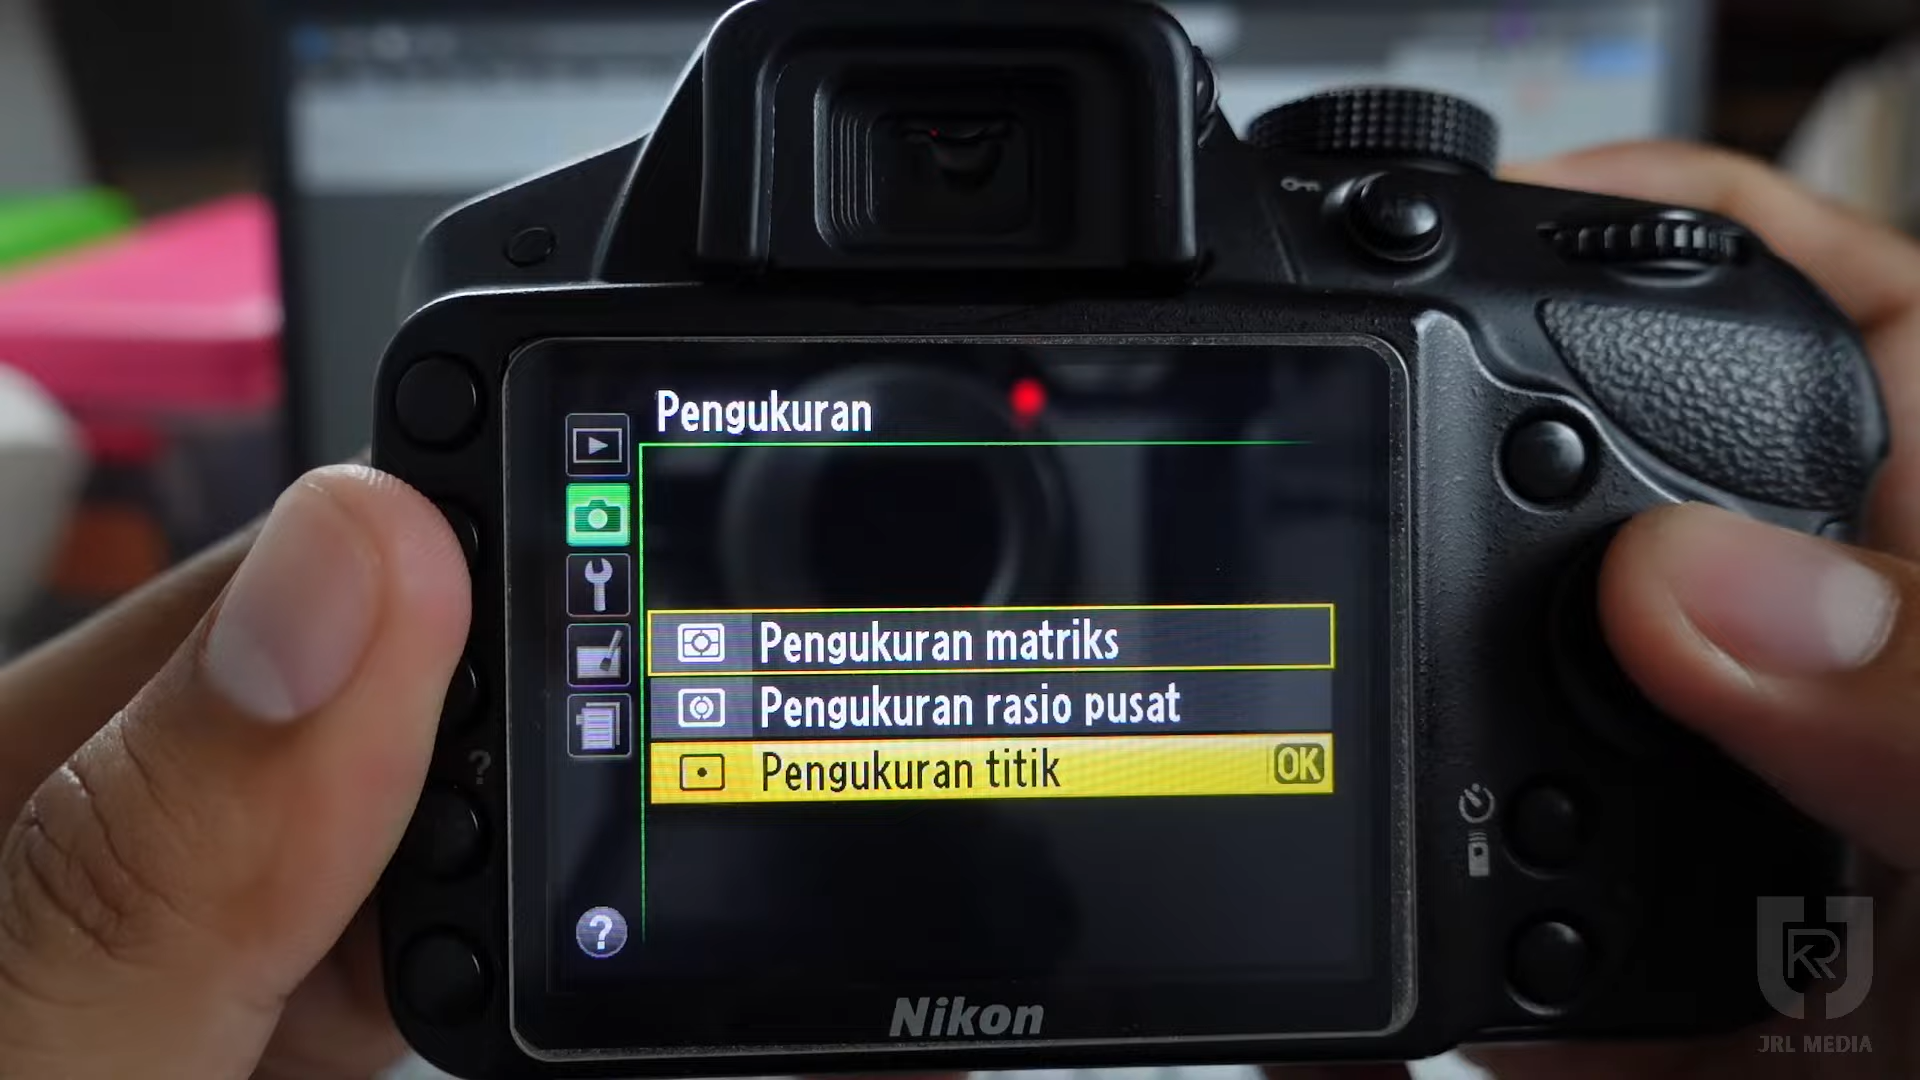 Pengukuran
Pengukuran matriks
Pengukuran rasio pusat
Pengukuran titik OK
?
?
Nikon
JRL MEDIA